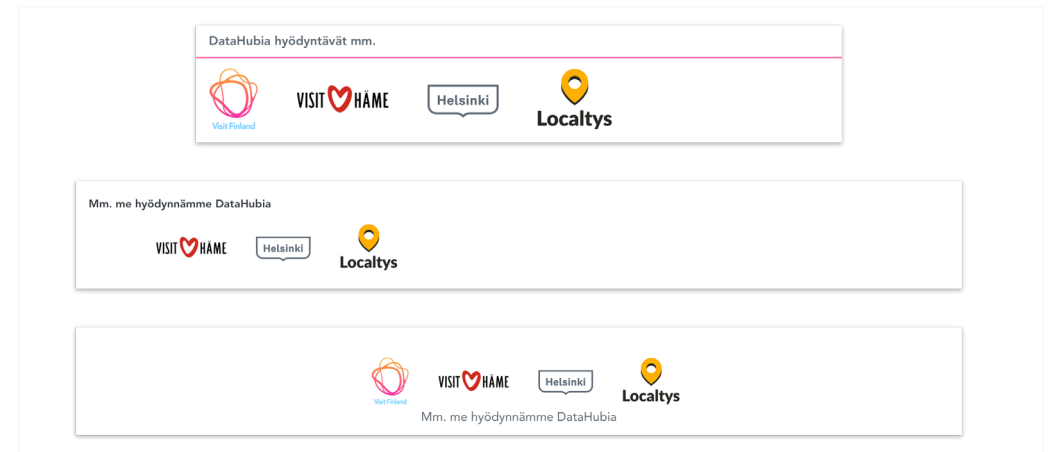 DataHubia hyödyntävät mm.
Visit Finland
VISIT HÄME
Helsinki
Localtys
Mm. me hyödynnämme DataHubia
VISIT HÄME
Helsinki
Localtys
Visit Finland
VISIT HÄME
Helsinki
Localtys
Mm. me hyödynnämme DataHubia